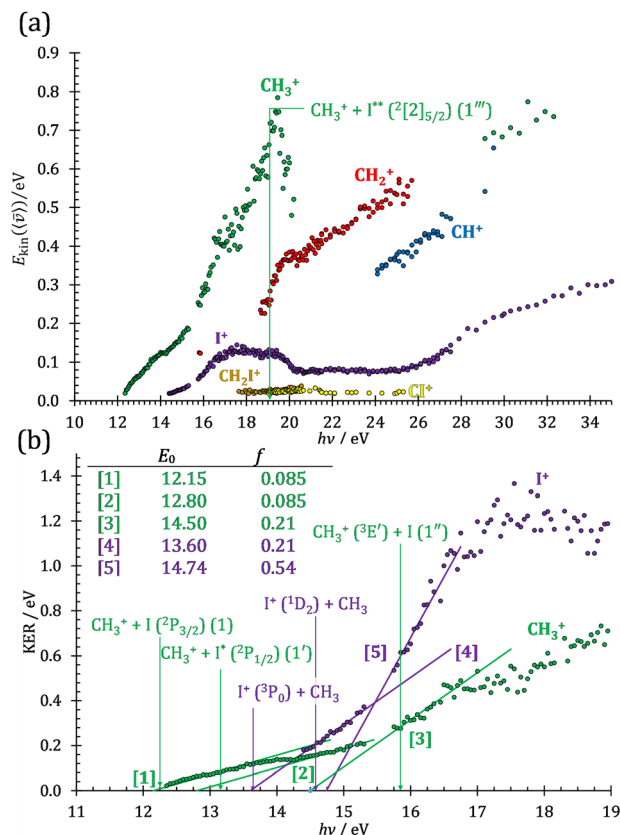 (a)
0.9
0.8
0.7
0.6
0.5
0.4
0.3
0.2
0.1
0.0
E_kin(⟨v̄⟩)/eV
CH₃⁺
CH₃⁺ + I** (²[2]₅/₂) (1‴)
CH₂⁺
CH⁺
I⁺
CH₂I⁺
CI⁺
10 12 14 16 18 20 22 24 26 28 30 32 34
hν / eV
(b)
E₀ f
[1] 12.15 0.085
[2] 12.80 0.085
[3] 14.50 0.21
[4] 13.60 0.21
[5] 14.74 0.54
1.4
1.2
1.0
0.8
0.6
0.4
0.2
0.0
KER / eV
I⁺
CH₃⁺ (³E′) + I (1″)
I⁺ (¹D₂) + CH₃
CH₃⁺ + I (²P₃/₂) (1)
CH₃⁺ + I* (²P₁/₂) (1′)
I⁺ (³P₀) + CH₃
CH₃⁺
[5]
[4]
[3]
[2]
[1]
11 12 13 14 15 16 17 18 19
hν / eV